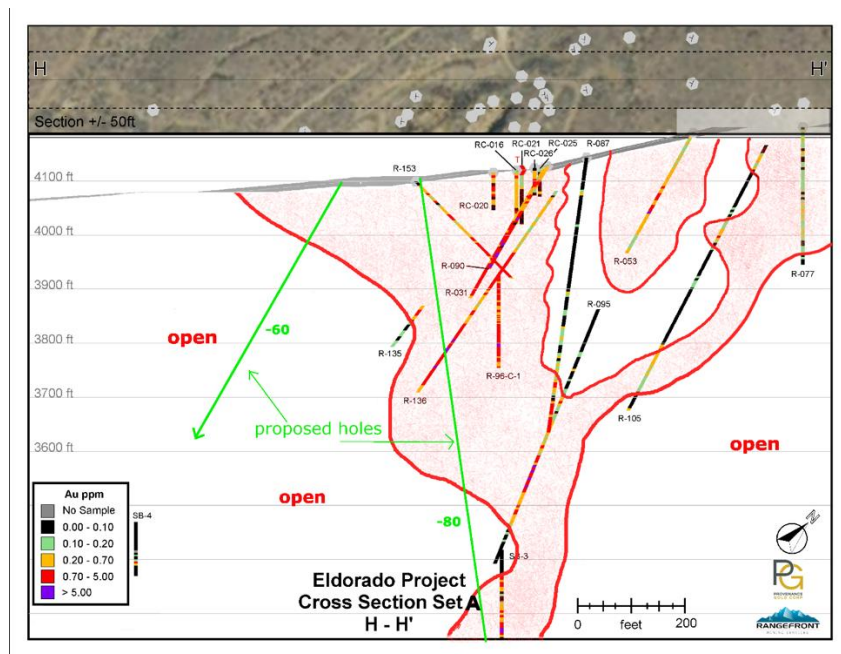 H
H'
Section +/- 50ft
RC-016
RC-021
RC-025
R-087
RC-026
R-153
T
4100 ft
RC-020
4000 ft
R-053
R-090
R-077
3900 ft
R-031
R-095
open
-60
3800 ft
R-135
R-96-C-1
R-136
3700 ft
R-105
proposed holes
3600 ft
open
open
Au ppm
No Sample
0.00 - 0.10
0.10 - 0.20
0.20 - 0.70
0.70 - 5.00
> 5.00
SB-4
-80
SB-3
N
Eldorado Project
Cross Section Set A
H - H'
0 feet 200
PG
PROVENANCE
GOLD CORP
RANGEFRONT